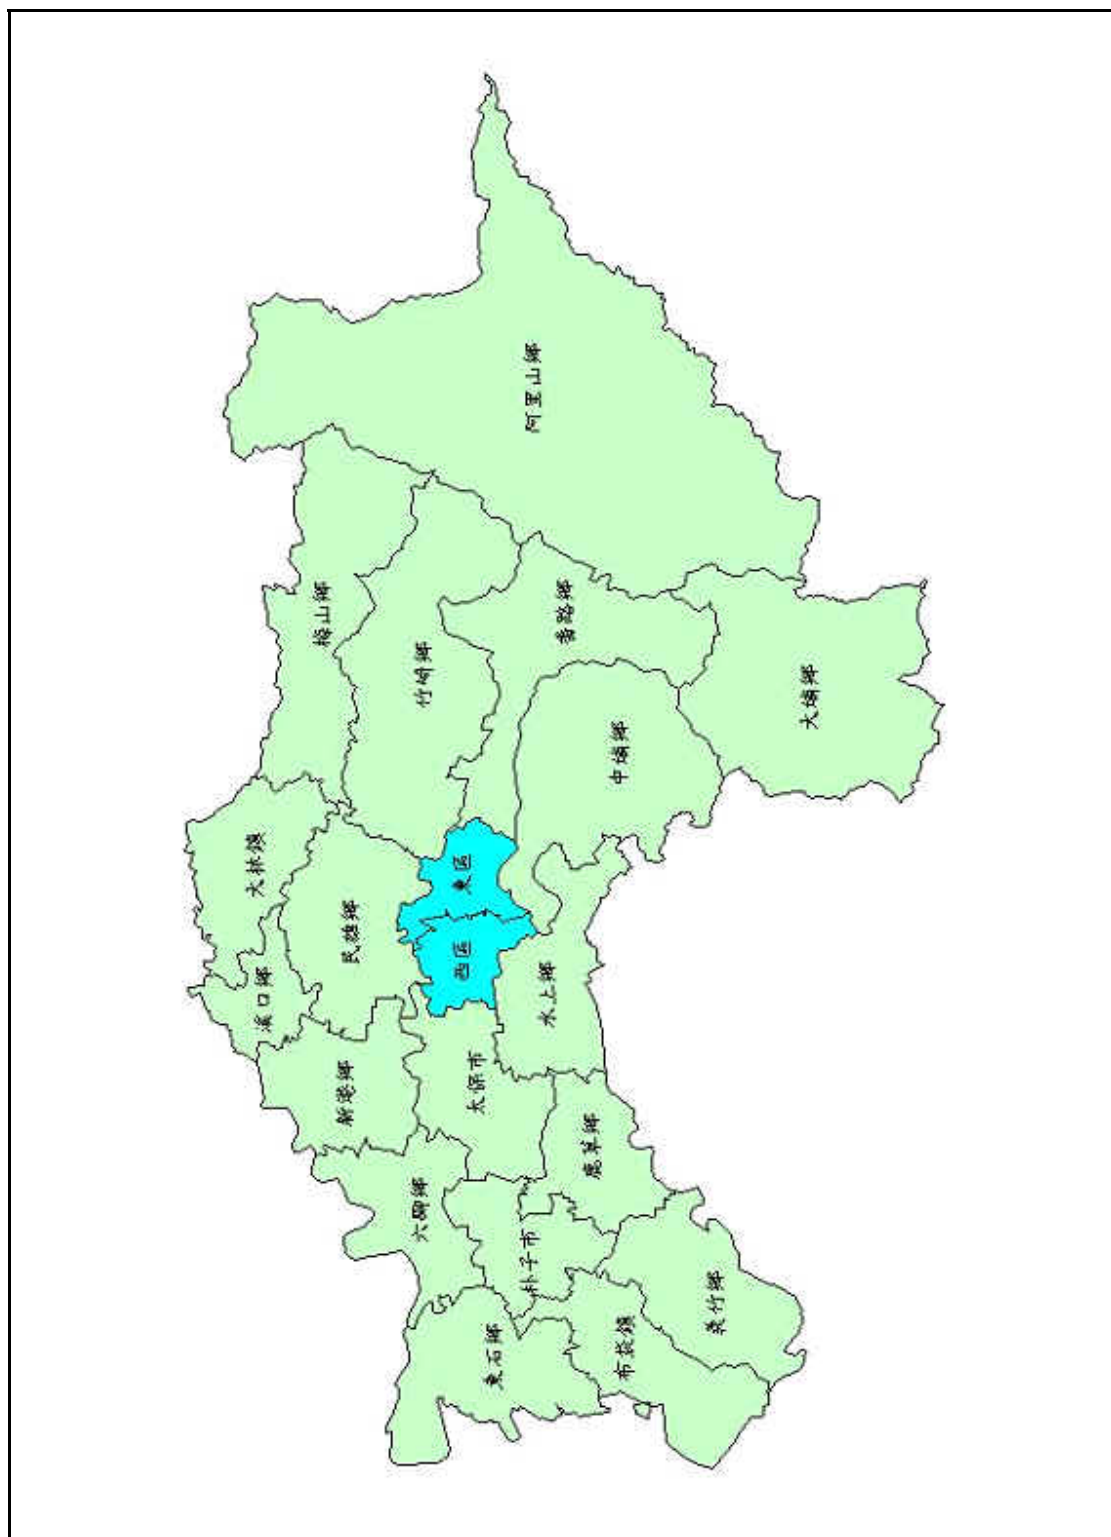 阿里山鄉
梅山鄉
番路鄉
竹崎鄉
大埔鄉
中埔鄉
大林鎮
東區
民雄鄉
西區
溪口鄉
水上鄉
新港鄉
太保市
鹿草鄉
六腳鄉
朴子市
義竹鄉
布袋鎮
東石鄉